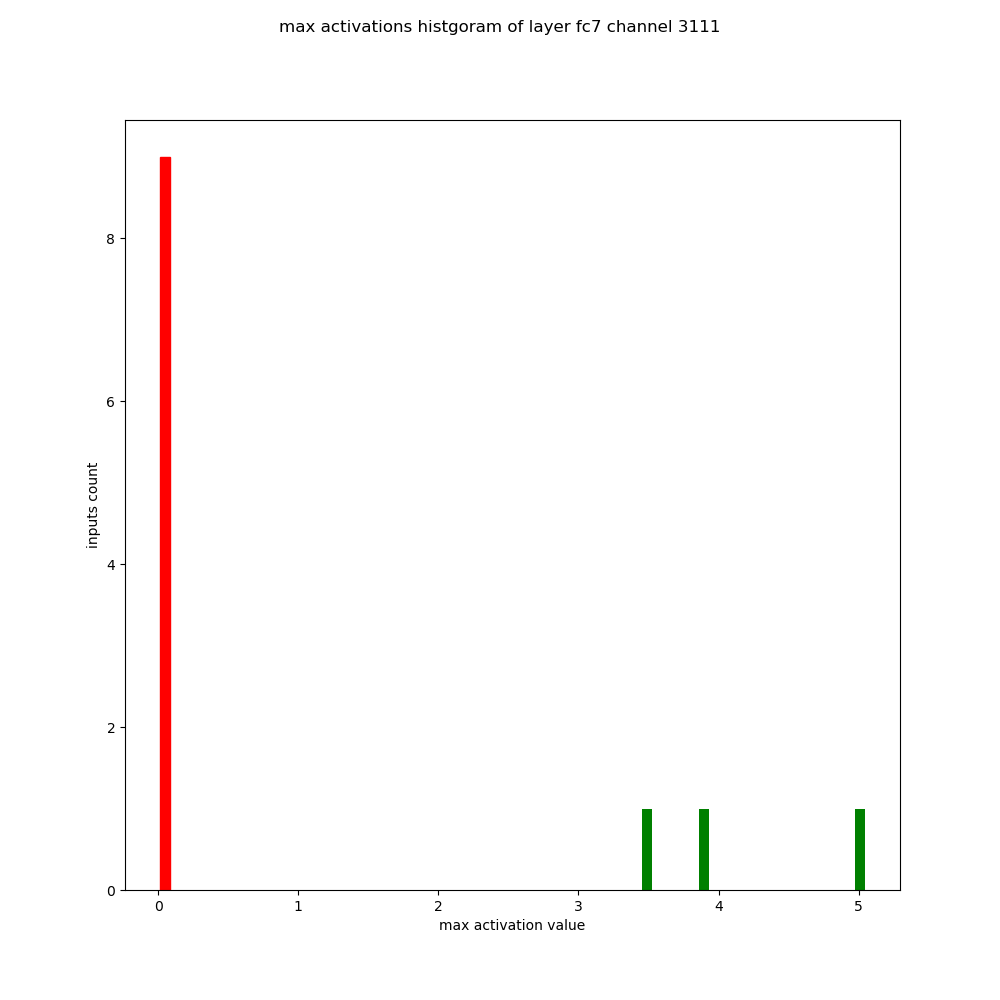 max activations histgoram of layer fc7 channel 3111
8
6
4
2
0
inputs count
0 1 2 3 4 5
max activation value